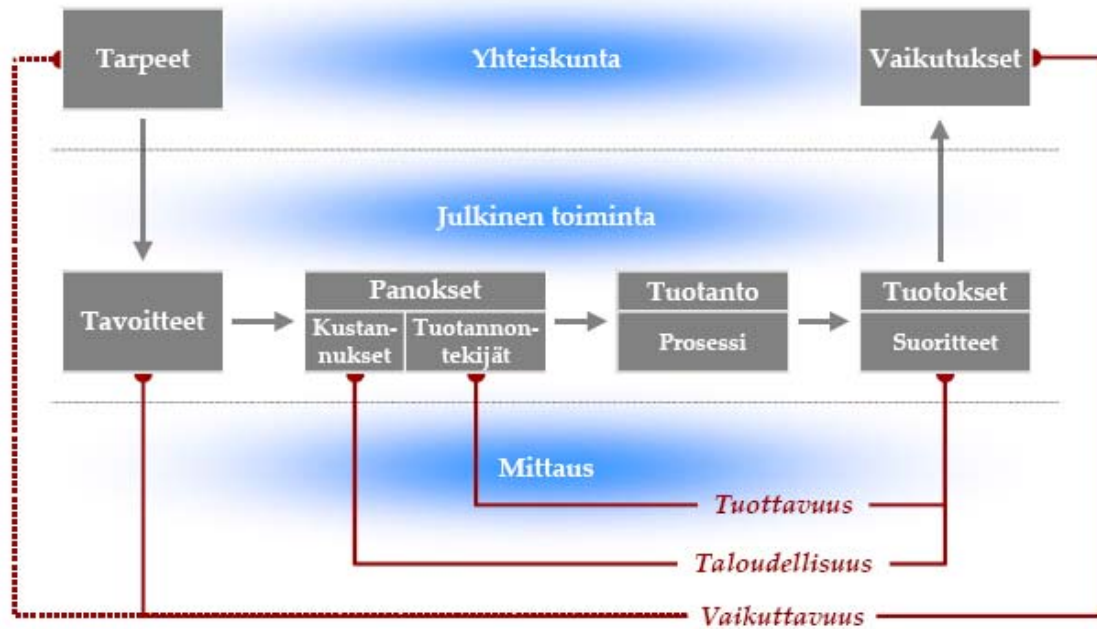 Tarpeet
Yhteiskunta
Vaikutukset
Julkinen toiminta
Tavoitteet
Panokset
Kustan-
nukset
Tuotannon-
tekijät
Tuotanto
Prosessi
Tuotokset
Suoritteet
Mittaus
Tuottavuus
Taloudellisuus
Vaikuttavuus